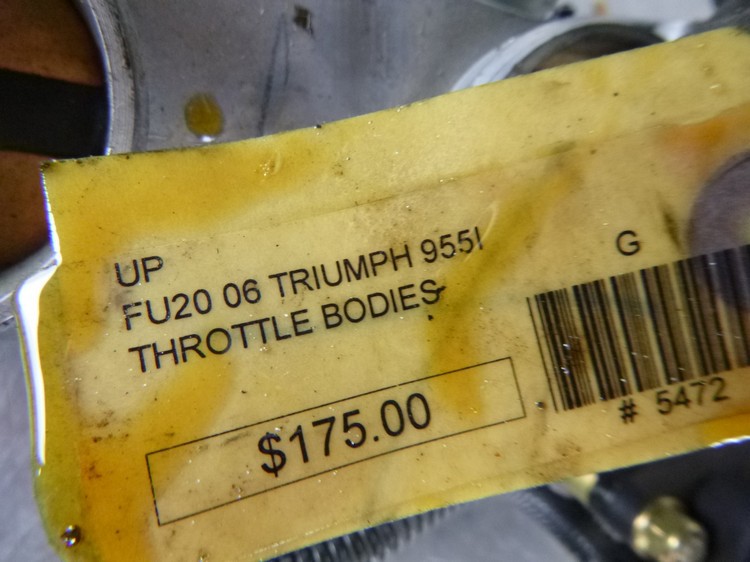 UP
FU20 06 TRIUMPH 955I
THROTTLE BODIES
$175.00
G
# 5472